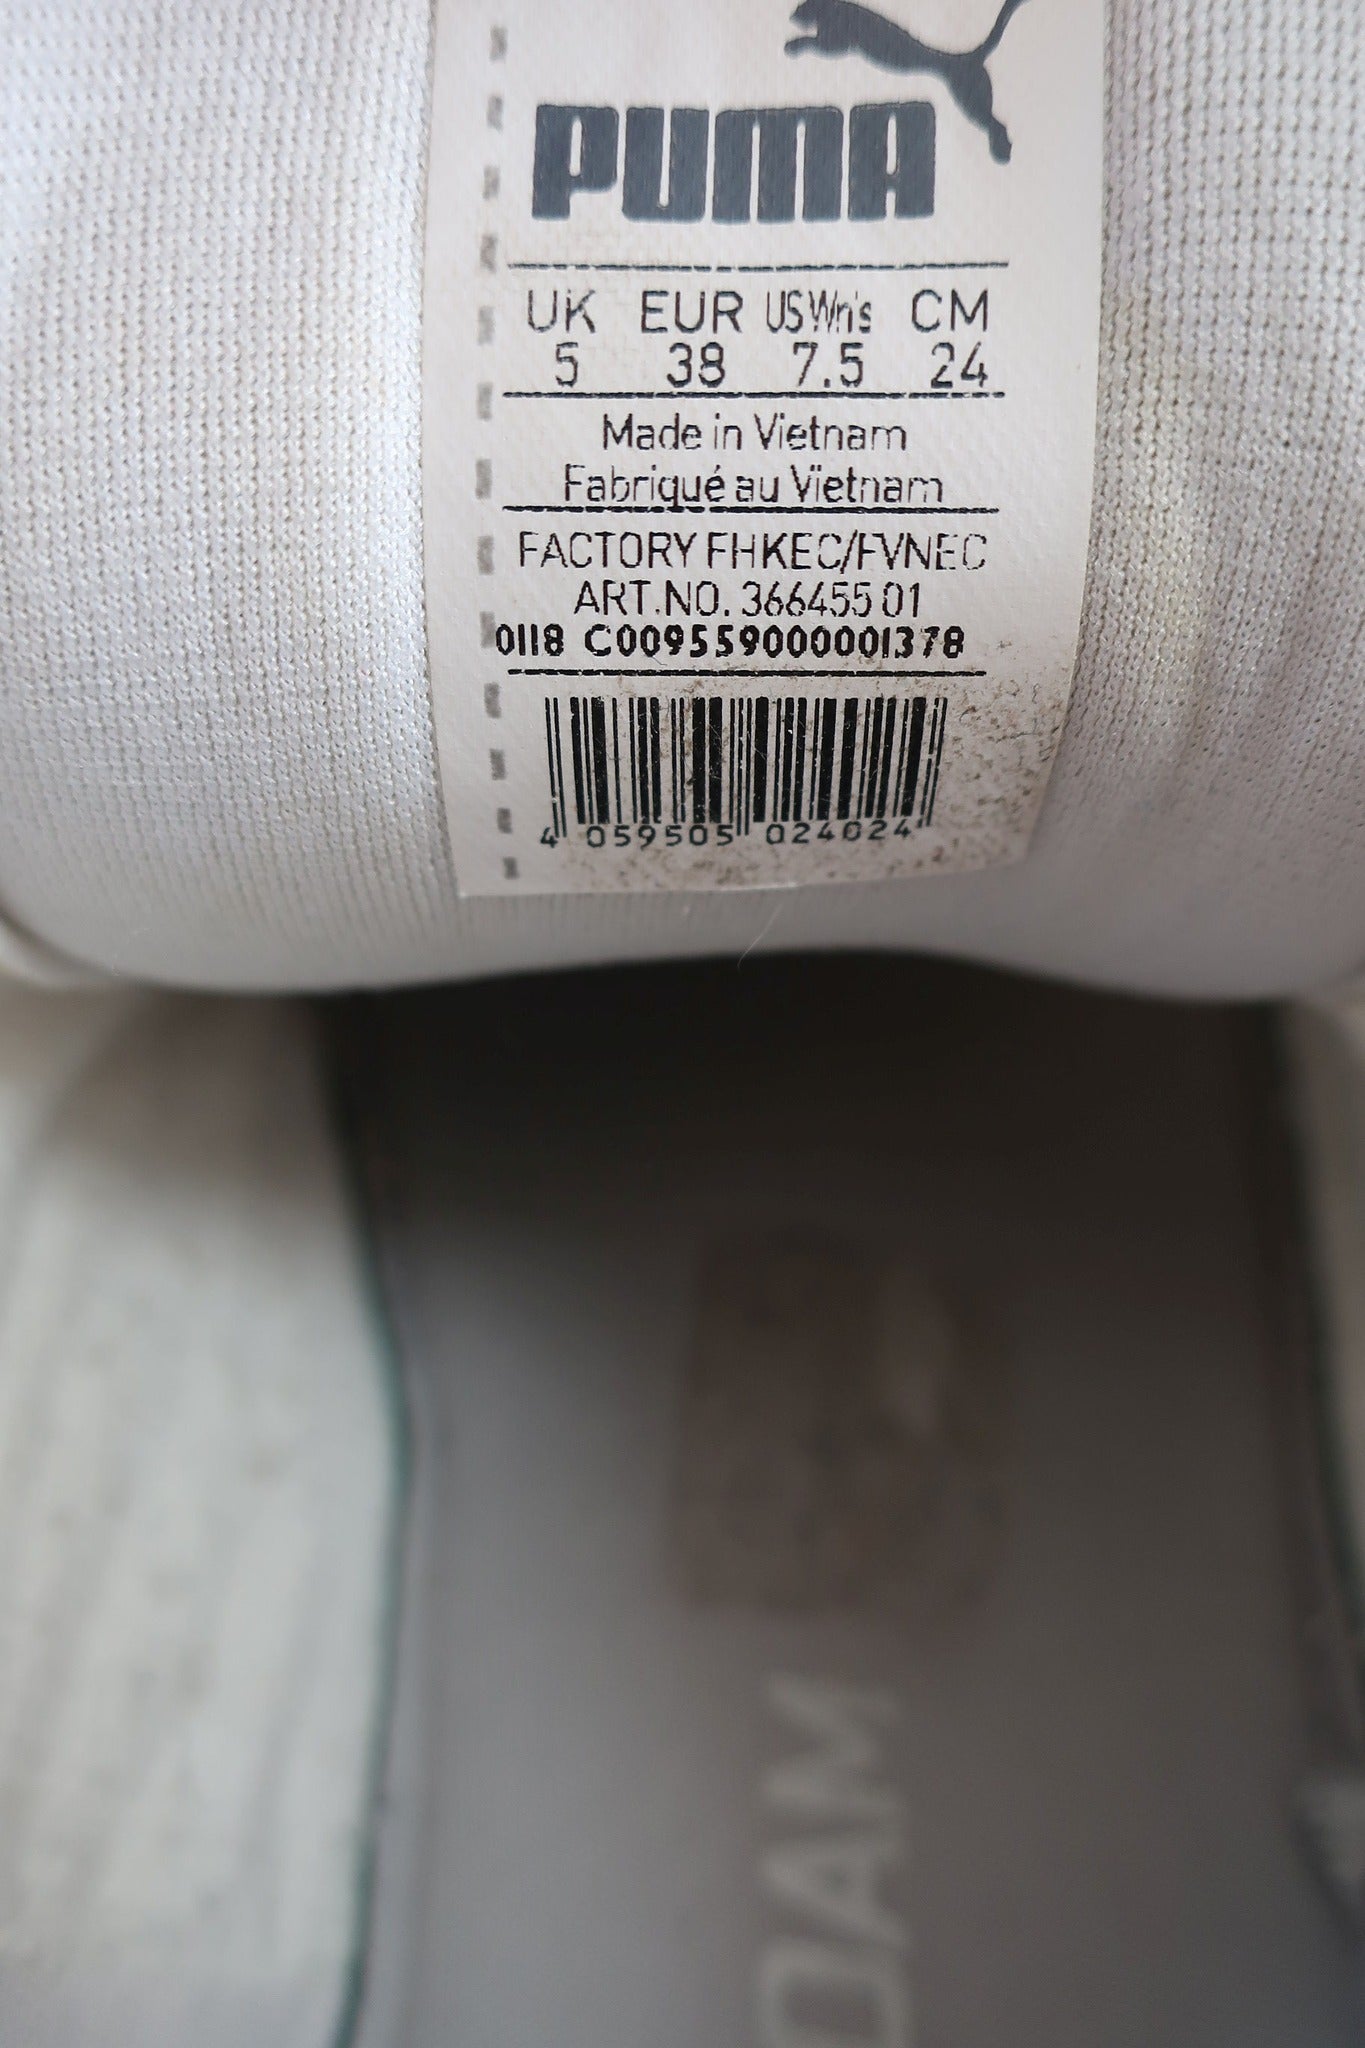 PUMA
UK EUR US Wn's CM
5 38 7.5 24
Made in Vietnam
Fabriqué au Vietnam
FACTORY FHKEC/FVNEC
ART.NO. 366455 01
0118 C009559000001378
4 059505 024024
OAM